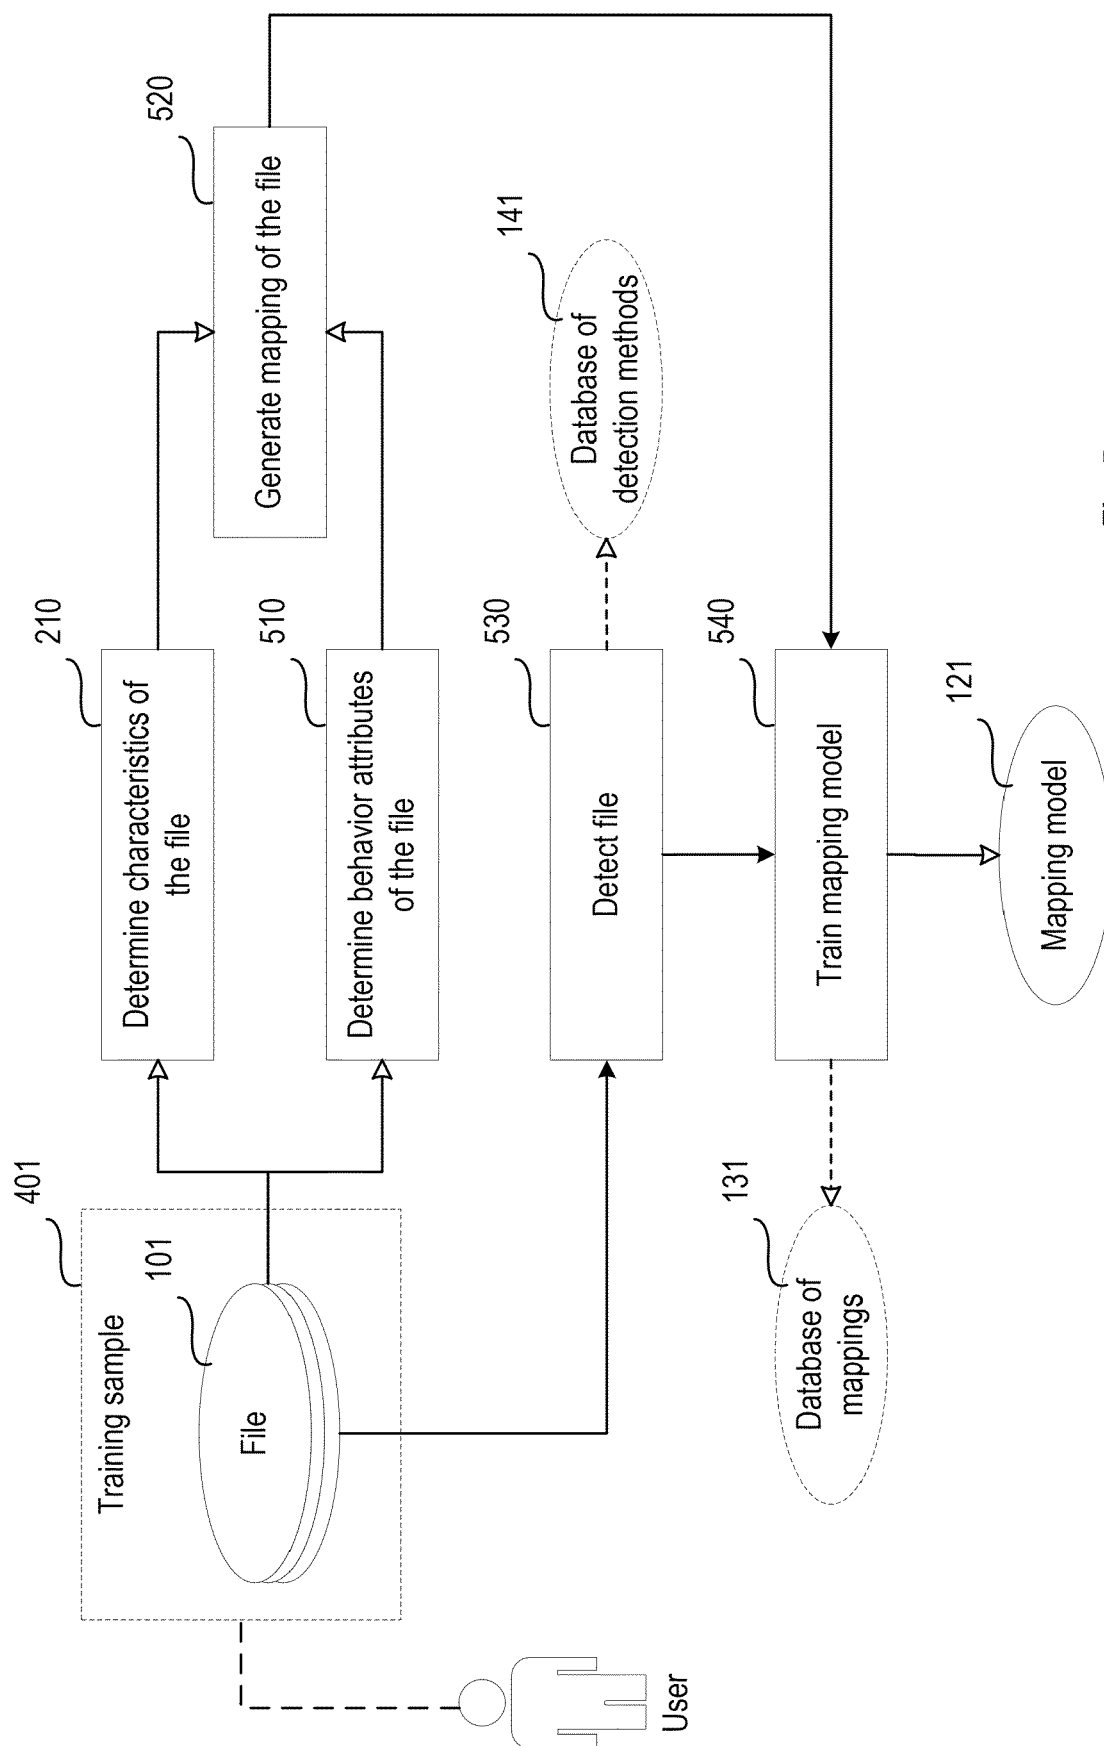 401
Training sample
101
File
User
210
Determine characteristics of
the file
510
Determine behavior attributes
of the file
520
Generate mapping of the file
530
Detect file
141
Database of
detection methods
540
Train mapping model
131
Database of
mappings
121
Mapping model